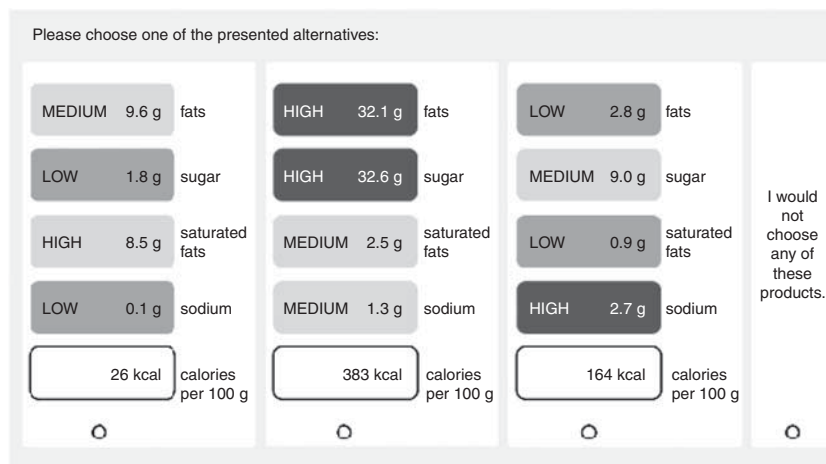 Please choose one of the presented alternatives:
MEDIUM 9.6 g fats
LOW 1.8 g sugar
HIGH 8.5 g saturated
fats
LOW 0.1 g sodium
26 kcal calories
per 100 g
HIGH 32.1 g fats
HIGH 32.6 g sugar
MEDIUM 2.5 g saturated
fats
MEDIUM 1.3 g sodium
383 kcal calories
per 100 g
LOW 2.8 g fats
MEDIUM 9.0 g sugar
LOW 0.9 g saturated
fats
HIGH 2.7 g sodium
164 kcal calories
per 100 g
I would
not
choose
any of
these
products.